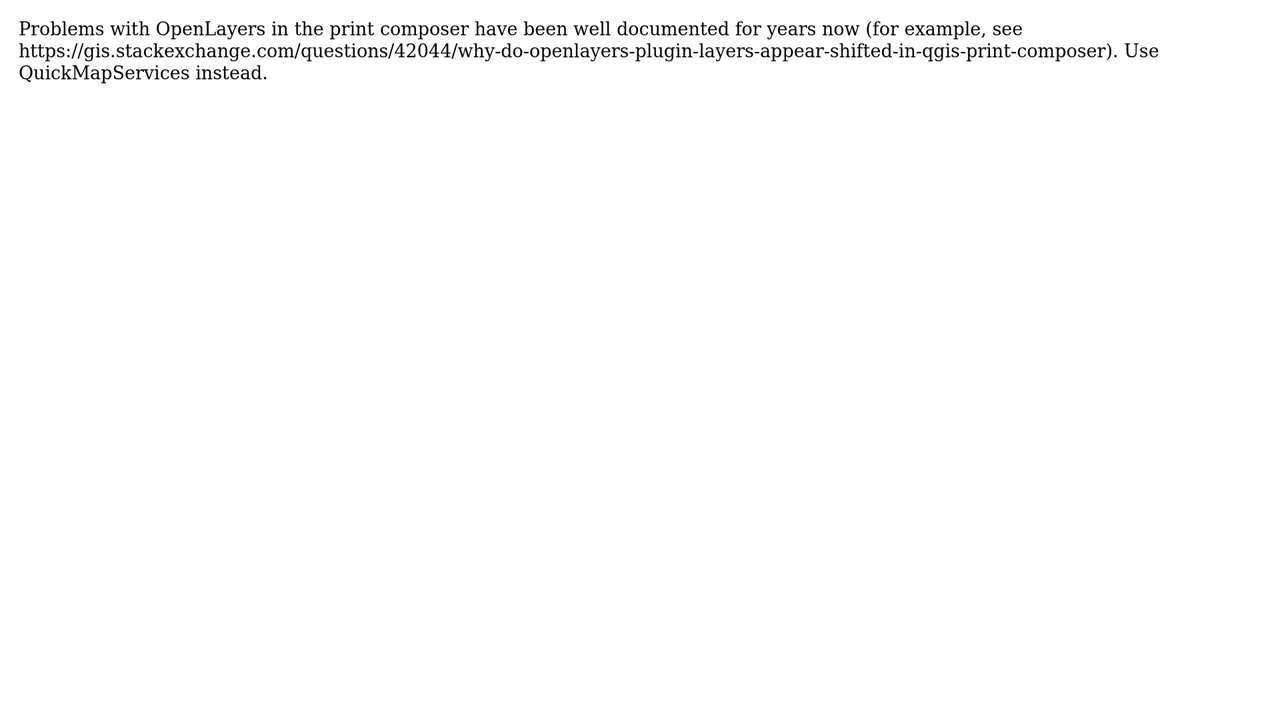 Problems with OpenLayers in the print composer have been well documented for years now (for example, see
https://gis.stackexchange.com/questions/42044/why-do-openlayers-plugin-layers-appear-shifted-in-qgis-print-composer). Use
QuickMapServices instead.